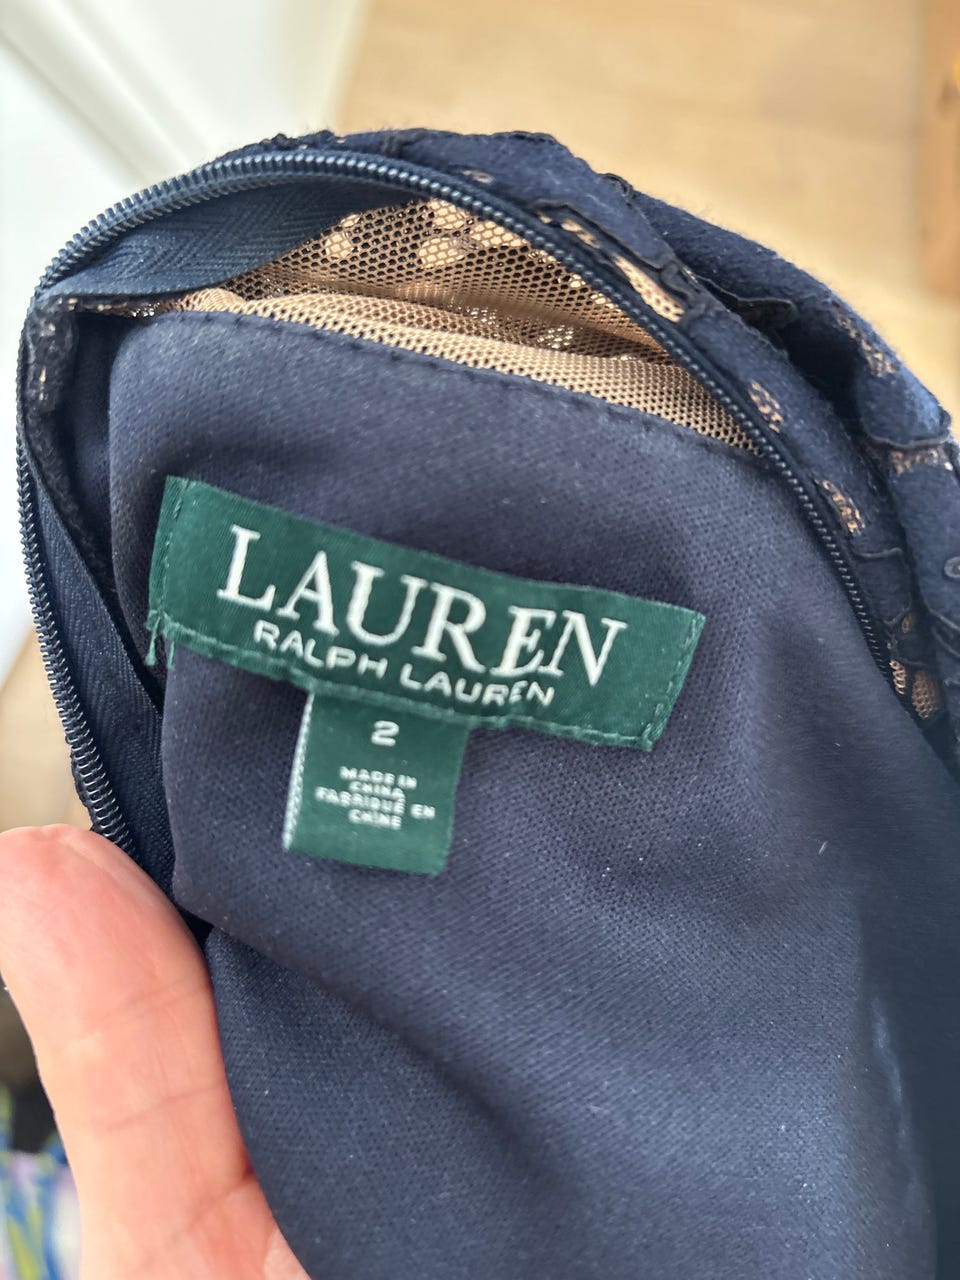 LAUREN
RALPH LAUREN
2
MADE IN
CHINA
FABRIQUÉ EN
CHINE